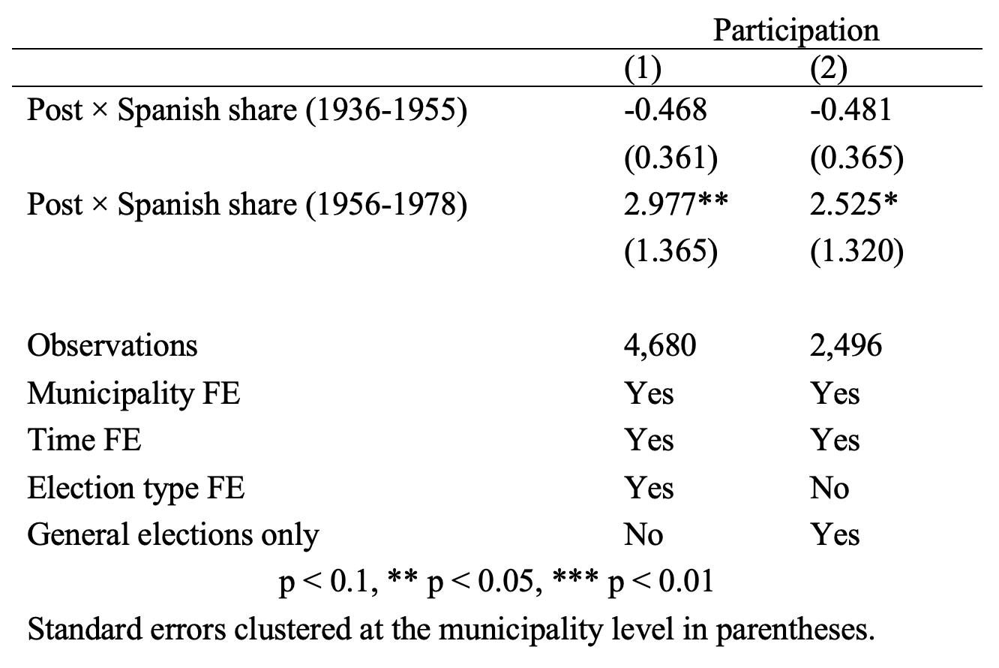 Participation
(1) (2)
Post × Spanish share (1936-1955) -0.468 -0.481
(0.361) (0.365)
Post × Spanish share (1956-1978) 2.977** 2.525*
(1.365) (1.320)
Observations 4,680 2,496
Municipality FE Yes Yes
Time FE Yes Yes
Election type FE Yes No
General elections only No Yes
p < 0.1, ** p < 0.05, *** p < 0.01
Standard errors clustered at the municipality level in parentheses.